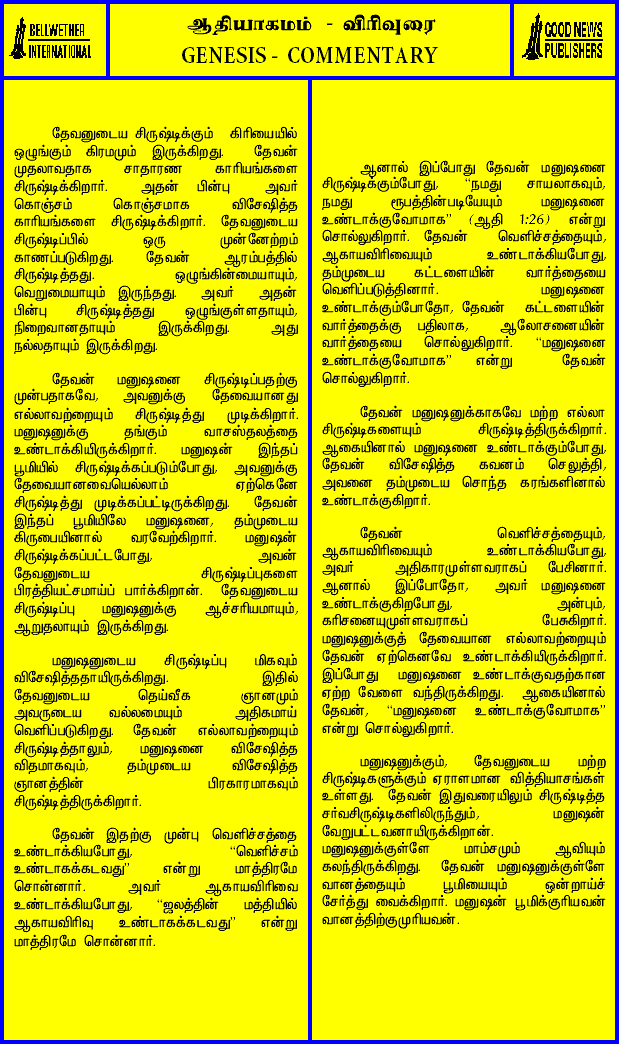 BELLWETHER
INTERNATIONAL
ஆதியாகமம் - விரிவுரை
GENESIS - COMMENTARY
GOOD NEWS
PUBLISHERS
தேவனுடைய சிருஷ்டிக்கும் கிரியையில்
ஒழுங்கும் கிரமமும் இருக்கிறது. தேவன்
முதலாவதாக சாதாரண காரியங்களை
சிருஷ்டிக்கிறார். அதன் பின்பு அவர்
கொஞ்சம் கொஞ்சமாக விசேஷித்த
காரியங்களை சிருஷ்டிக்கிறார். தேவனுடைய
சிருஷ்டிப்பில் ஒரு முன்னேற்றம்
காணப்படுகிறது. தேவன் ஆரம்பத்தில்
சிருஷ்டித்தது. ஒழுங்கின்மையாயும்,
வெறுமையாயும் இருந்தது. அவர் அதன்
பின்பு சிருஷ்டித்தது ஒழுங்குள்ளதாயும்,
நிறைவானதாயும் இருக்கிறது. அது
நல்லதாயும் இருக்கிறது.
தேவன் மனுஷனை சிருஷ்டிப்பதற்கு
முன்பதாகவே, அவனுக்கு தேவையானது
எல்லாவற்றையும் சிருஷ்டித்து முடிக்கிறார்.
மனுஷனுக்கு தங்கும் வாசஸ்தலத்தை
உண்டாக்கியிருக்கிறார். மனுஷன் இந்தப்
பூமியில் சிருஷ்டிக்கப்படும்போது, அவனுக்கு
தேவையானவையெல்லாம் ஏற்கெனே
சிருஷ்டித்து முடிக்கப்பட்டிருக்கிறது. தேவன்
இந்தப் பூமியிலே மனுஷனை, தம்முடைய
கிருபையினால் வரவேற்கிறார். மனுஷன்
சிருஷ்டிக்கப்பட்டபோது, அவன்
தேவனுடைய சிருஷ்டிப்புகளை
பிரத்தியட்சமாய்ப் பார்க்கிறான். தேவனுடைய
சிருஷ்டிப்பு மனுஷனுக்கு ஆச்சரியமாயும்,
ஆறுதலாயும் இருக்கிறது.
மனுஷனுடைய சிருஷ்டிப்பு மிகவும்
விசேஷித்ததாயிருக்கிறது. இதில்
தேவனுடைய தெய்வீக ஞானமும்
அவருடைய வல்லமையும் அதிகமாய்
வெளிப்படுகிறது. தேவன் எல்லாவற்றையும்
சிருஷ்டித்தாலும், மனுஷனை விசேஷித்த
விதமாகவும், தம்முடைய விசேஷித்த
ஞானத்தின் பிரகாரமாகவும்
சிருஷ்டித்திருக்கிறார்.
தேவன் இதற்கு முன்பு வெளிச்சத்தை
உண்டாக்கியபோது, “வெளிச்சம்
உண்டாகக்கடவது” என்று மாத்திரமே
சொன்னார். அவர் ஆகாயவிரிவை
உண்டாக்கியபோது, “ஜலத்தின் மத்தியில்
ஆகாயவிரிவு உண்டாகக்கடவது” என்று
மாத்திரமே சொன்னார்.
ஆனால் இப்போது தேவன் மனுஷனை
சிருஷ்டிக்கும்போது, “நமது சாயலாகவும்,
நமது ரூபத்தின்படியேயும் மனுஷனை
உண்டாக்குவோமாக” (ஆதி 1:26) என்று
சொல்லுகிறார். தேவன் வெளிச்சத்தையும்,
ஆகாயவிரிவையும் உண்டாக்கியபோது,
தம்முடைய கட்டளையின் வார்த்தையை
வெளிப்படுத்தினார். மனுஷனை
உண்டாக்கும்போதோ, தேவன் கட்டளையின்
வார்த்தைக்கு பதிலாக, ஆலோசனையின்
வார்த்தையை சொல்லுகிறார். “மனுஷனை
உண்டாக்குவோமாக” என்று தேவன்
சொல்லுகிறார்.
தேவன் மனுஷனுக்காகவே மற்ற எல்லா
சிருஷ்டிகளையும் சிருஷ்டித்திருக்கிறார்.
ஆகையினால் மனுஷனை உண்டாக்கும்போது,
தேவன் விசேஷித்த கவனம் செலுத்தி,
அவனை தம்முடைய சொந்த கரங்களினால்
உண்டாக்குகிறார்.
தேவன் வெளிச்சத்தையும்,
ஆகாயவிரிவையும் உண்டாக்கியபோது,
அவர் அதிகாரமுள்ளவராகப் பேசினார்.
ஆனால் இப்போதோ, அவர் மனுஷனை
உண்டாக்குகிறபோது, அன்பும்,
கரிசனையுமுள்ளவராகப் பேசுகிறார்.
மனுஷனுக்குத் தேவையான எல்லாவற்றையும்
தேவன் ஏற்கெனவே உண்டாக்கியிருக்கிறார்.
இப்போது மனுஷனை உண்டாக்குவதற்கான
ஏற்ற வேளை வந்திருக்கிறது. ஆகையினால்
தேவன், “மனுஷனை உண்டாக்குவோமாக”
என்று சொல்லுகிறார்.
மனுஷனுக்கும், தேவனுடைய மற்ற
சிருஷ்டிகளுக்கும் ஏராளமான வித்தியாசங்கள்
உள்ளது. தேவன் இதுவரையிலும் சிருஷ்டித்த
சர்வசிருஷ்டிகளிலிருந்தும், மனுஷன்
வேறுபட்டவனாயிருக்கிறான்.
மனுஷனுக்குள்ளே மாம்சமும் ஆவியும்
கலந்திருக்கிறது. தேவன் மனுஷனுக்குள்ளே
வானத்தையும் பூமியையும் ஒன்றாய்ச்
சேர்த்து வைக்கிறார். மனுஷன் பூமிக்குரியவன்
வானத்திற்குமுரியவன்.